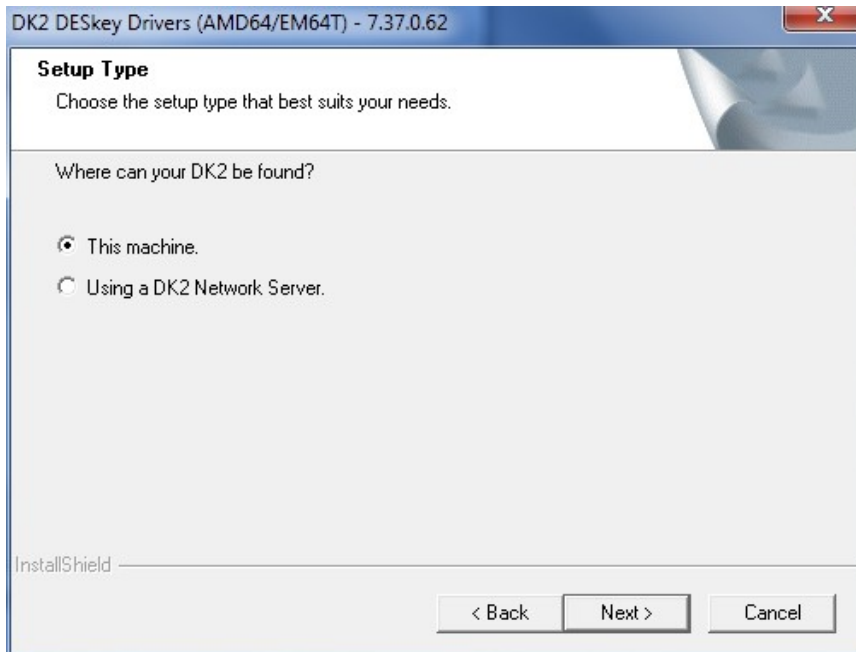 DK2 DESkey Drivers (AMD64/EM64T) - 7.37.0.62
Setup Type
Choose the setup type that best suits your needs.
Where can your DK2 be found?
This machine.
Using a DK2 Network Server.
InstallShield
< Back
Next >
Cancel